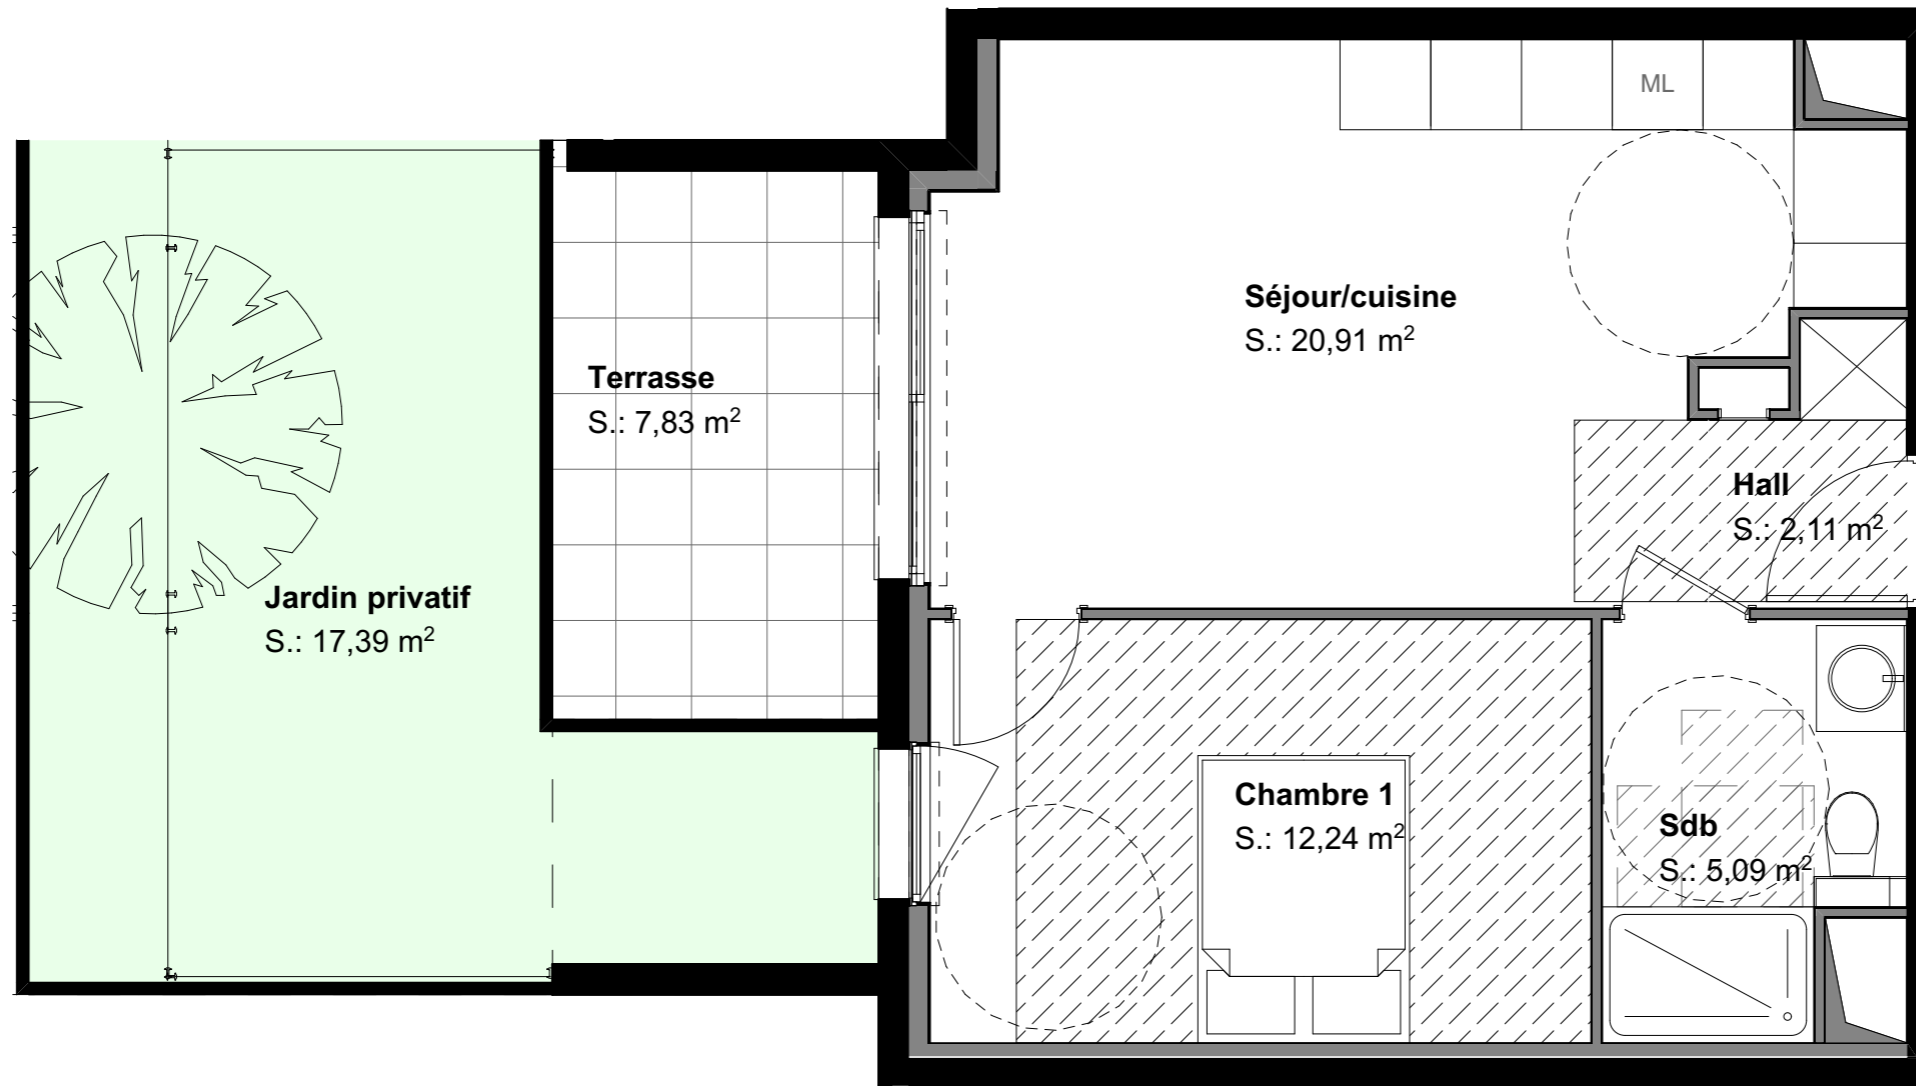 ML
Séjour/cuisine
S.: 20,91 m²
Terrasse
S.: 7,83 m²
Hall
S.: 2,11 m²
Jardin privatif
S.: 17,39 m²
Chambre 1
S.: 12,24 m²
Sdb
S.: 5,09 m²